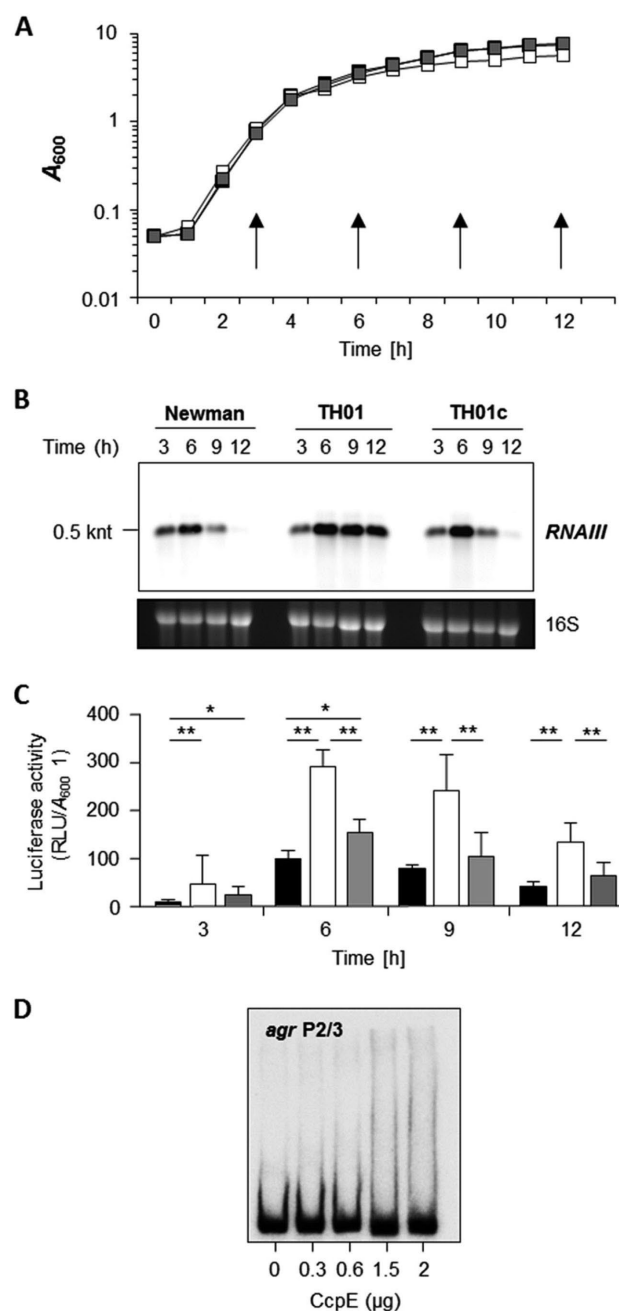 A
A600
10
1
0.1
0.01
0 2 4 6 8 10 12
Time [h]
B
Newman TH01 TH01c
Time (h) 3 6 9 12 3 6 9 12 3 6 9 12
0.5 knt
RNAIII
16S
C
Luciferase activity
(RLU/A600 1)
400
300
200
100
0
* *
** ** ** ** ** ** **
3 6 9 12
Time [h]
D
agr P2/3
0 0.3 0.6 1.5 2
CcpE (µg)